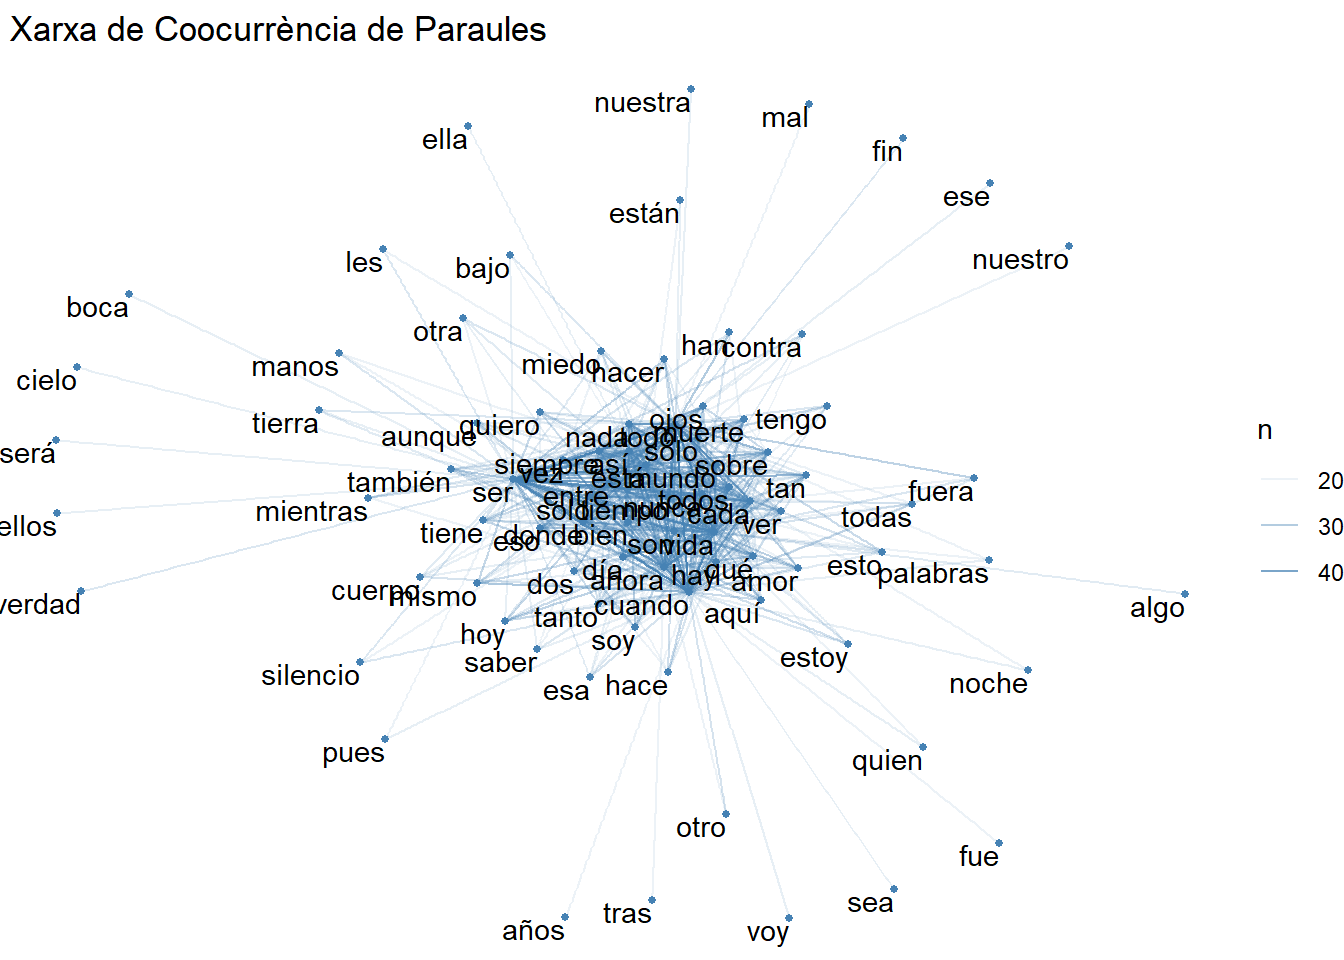 Xarxa de Coocurrència de Paraules
nuestra
mal
ella
fin
ese
están
nuestro
les
bajo
boca
otra
han
contra
manos
miedo
hacer
cielo
tierra
quiero
ojos
tengo
aunque
nada
todo
muerte
será
sólo
siempre
así
sobre
vez
está
mundo
también
ser
tan
fuera
entre
todos
ellos
mientras
solo
tiempo
nunca
cada
todas
tiene
ver
eso
donde
bien
son
vida
día
qué
esto
palabras
cuerpo
mismo
dos
ahora
hay
amor
verdad
tanto
cuando
aquí
algo
hoy
soy
saber
estoy
silencio
esa
hace
noche
pues
quien
otro
fue
años
tras
sea
voy
n
20
30
40